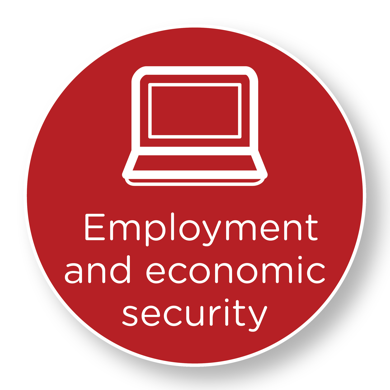 Employment
and economic
security